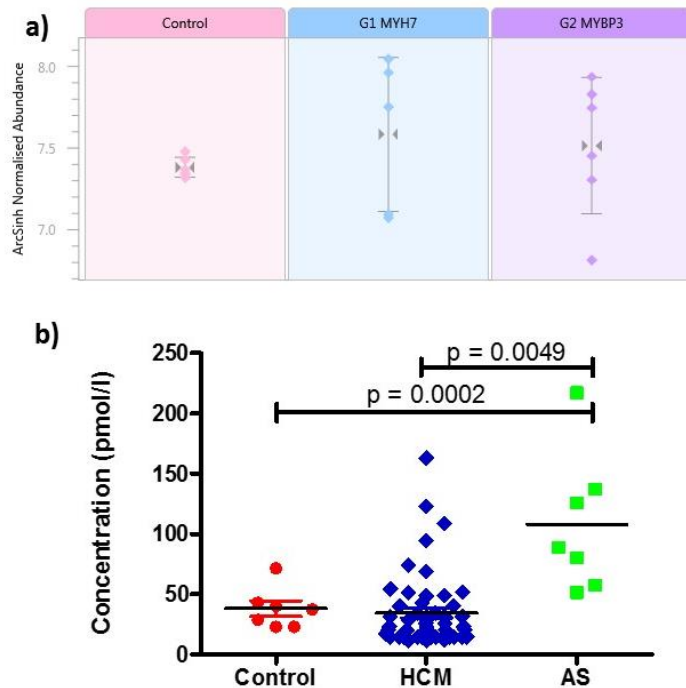 a)
Control G1 MYH7 G2 MYBP3
ArcSinh Normalised Abundance
8.0
7.5
7.0
b)
Concentration (pmol/l)
250
200
150
100
50
0
p = 0.0049
p = 0.0002
Control HCM AS